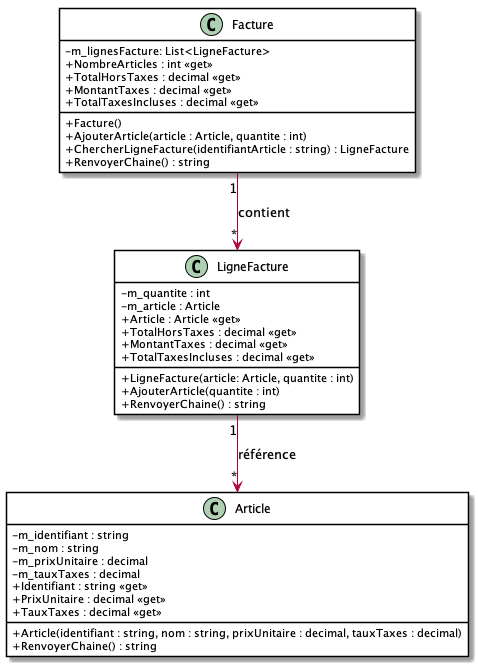 C Facture
-m_lignesFacture: List<LigneFacture>
+NombreArticles : int «get»
+TotalHorsTaxes : decimal «get»
+MontantTaxes : decimal «get»
+TotalTaxesIncluses : decimal «get»
+Facture()
+AjouterArticle(article : Article, quantite : int)
+ChercherLigneFacture(identifiantArticle : string) : LigneFacture
+RenvoyerChaine() : string
1
contient
*
C LigneFacture
-m_quantite : int
-m_article : Article
+Article : Article «get»
+TotalHorsTaxes : decimal «get»
+MontantTaxes : decimal «get»
+TotalTaxesIncluses : decimal «get»
+LigneFacture(article: Article, quantite : int)
+AjouterArticle(quantite : int)
+RenvoyerChaine() : string
1
référence
*
C Article
-m_identifiant : string
-m_nom : string
-m_prixUnitaire : decimal
-m_tauxTaxes : decimal
+Identifiant : string «get»
+PrixUnitaire : decimal «get»
+TauxTaxes : decimal «get»
+Article(identifiant : string, nom : string, prixUnitaire : decimal, tauxTaxes : decimal)
+RenvoyerChaine() : string